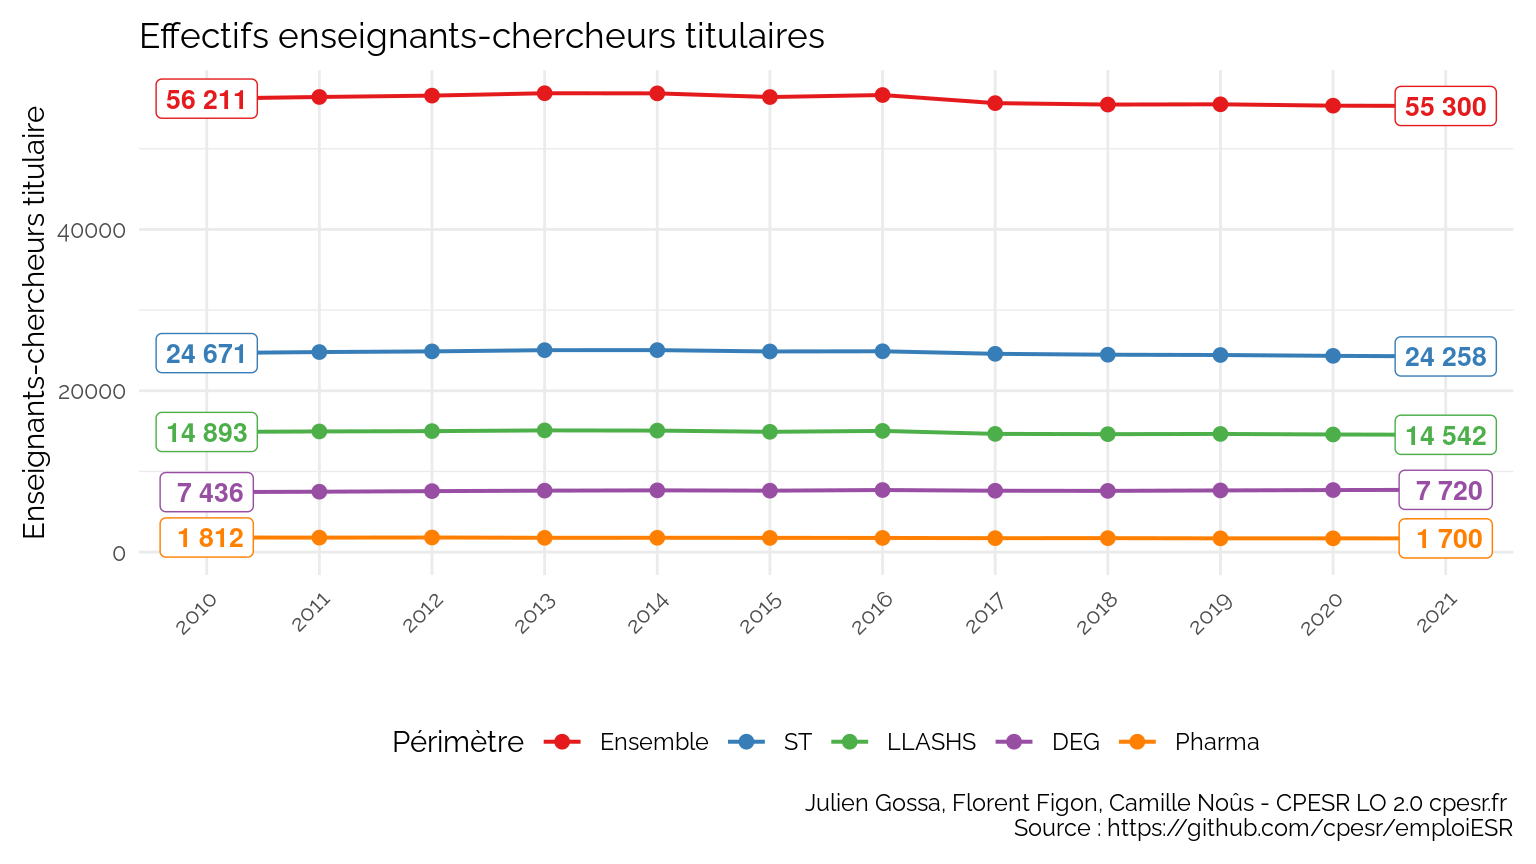 Effectifs enseignants-chercheurs titulaires
Enseignants-chercheurs titulaire
56 211
55 300
40000
24 671
24 258
20000
14 893
14 542
7 436
7 720
1 812
1 700
0
2010 2011 2012 2013 2014 2015 2016 2017 2018 2019 2020 2021
Périmètre Ensemble ST LLASHS DEG Pharma
Julien Gossa, Florent Figon, Camille Noûs - CPESR LO 2.0 cpesr.fr
Source : https://github.com/cpesr/emploiESR